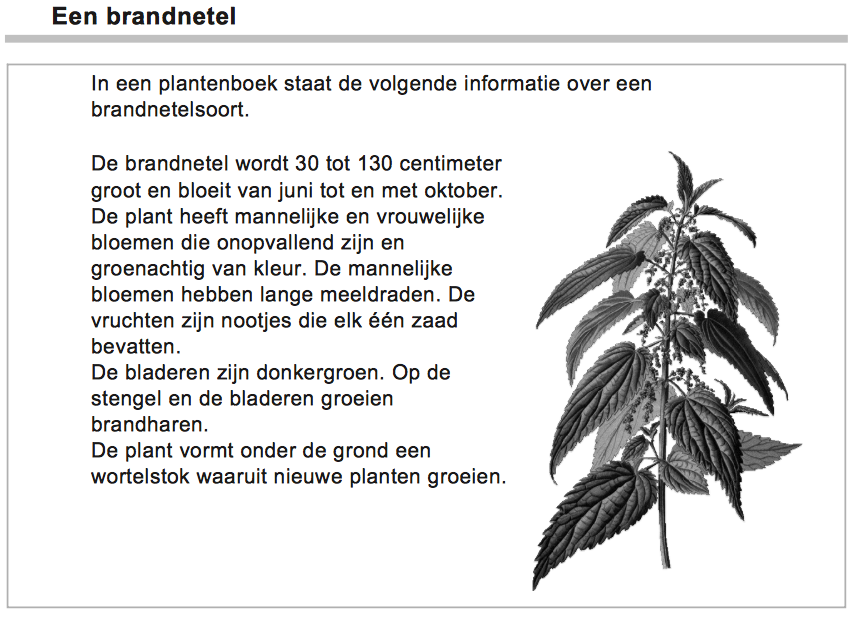 Een brandnetel
In een plantenboek staat de volgende informatie over een
brandnetelsoort.
De brandnetel wordt 30 tot 130 centimeter
groot en bloeit van juni tot en met oktober.
De plant heeft mannelijke en vrouwelijke
bloemen die onopvallend zijn en
groenachtig van kleur. De mannelijke
bloemen hebben lange meeldraden. De
vruchten zijn nootjes die elk één zaad
bevatten.
De bladeren zijn donkergroen. Op de
stengel en de bladeren groeien
brandharen.
De plant vormt onder de grond een
wortelstok waaruit nieuwe planten groeien.